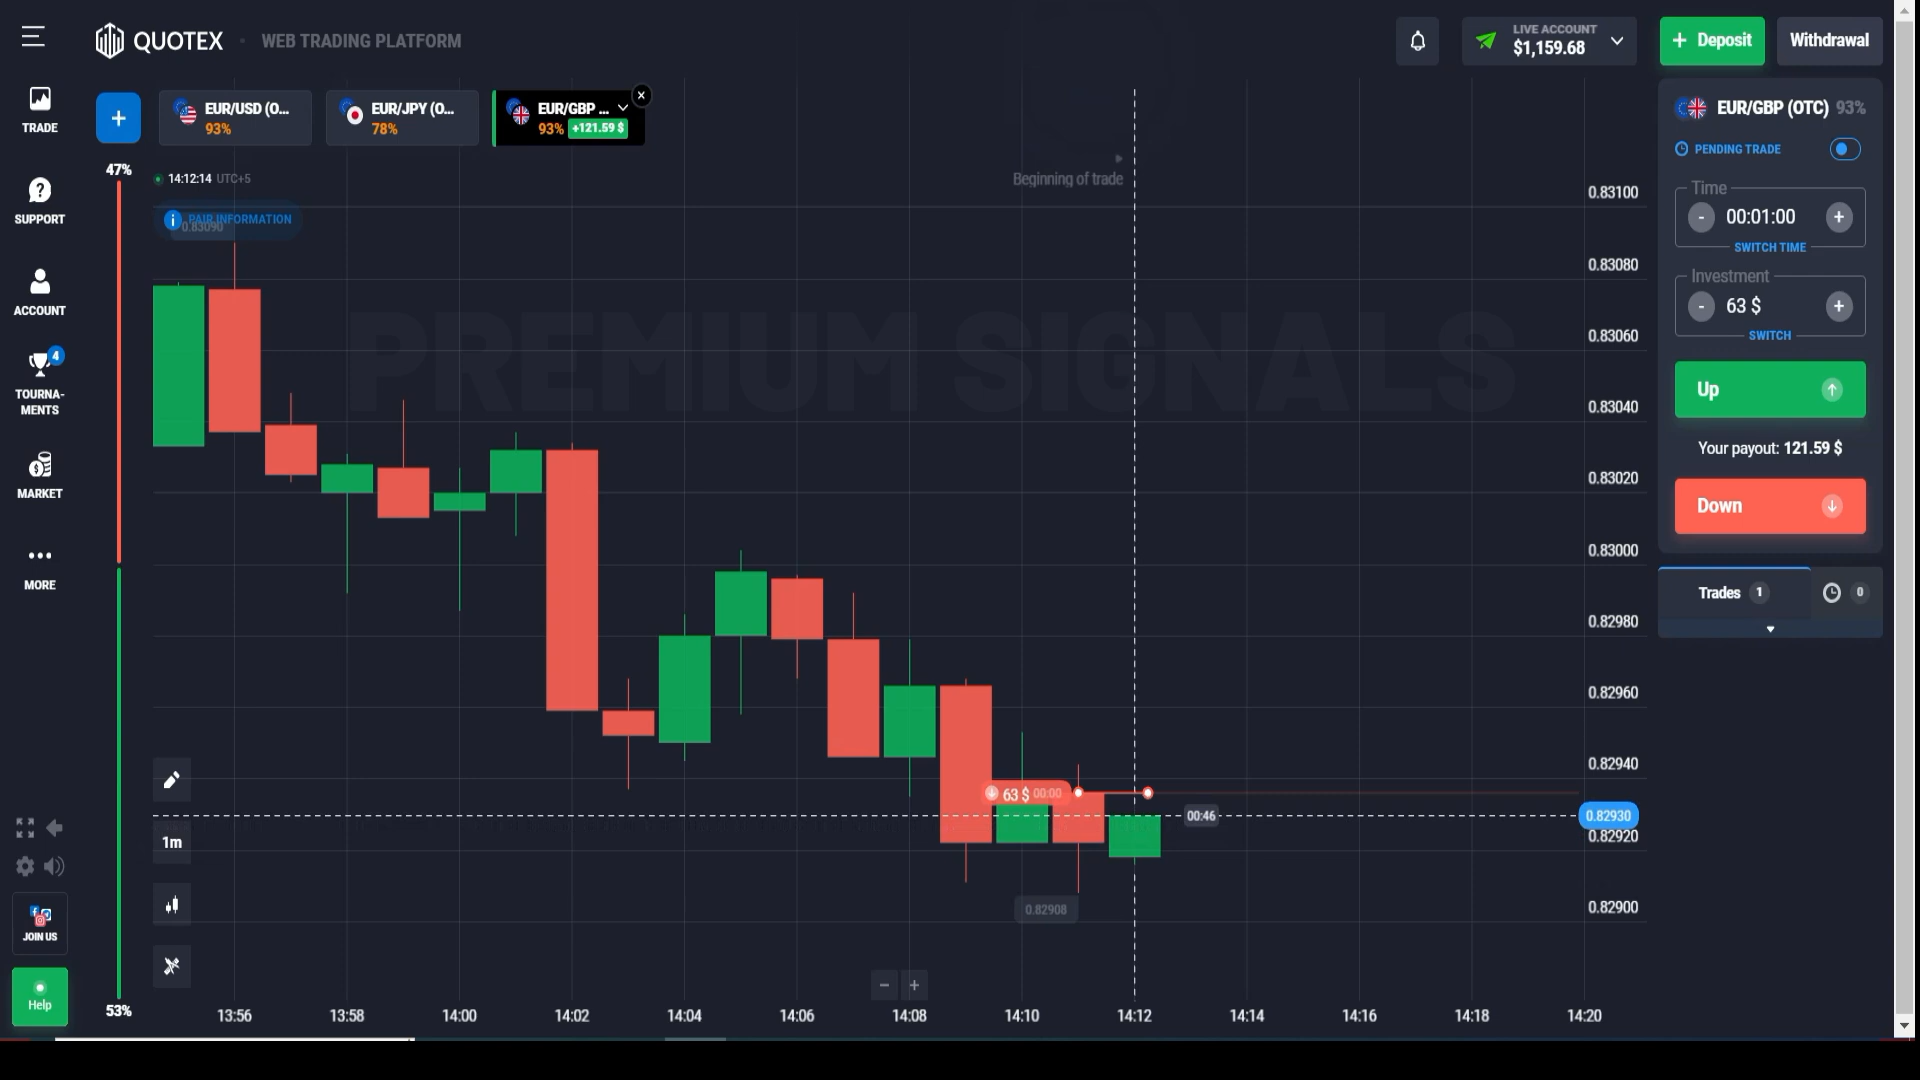 QUOTEX
WEB TRADING PLATFORM
LIVE ACCOUNT
$1,159.68
+ Deposit
Withdrawal
TRADE
SUPPORT
ACCOUNT
4
TOURNA-
MENTS
MARKET
MORE
JOIN US
Help
+
EUR/USD (O...
93%
EUR/JPY (O...
78%
EUR/GBP ...
93% +121.59 $
47%
53%
14:12:14 UTC+5
PAIR INFORMATION
0.83090
Beginning of trade
PREMIUM SIGNALS
0.83100
0.83080
0.83060
0.83040
0.83020
0.83000
0.82980
0.82960
0.82940
0.82930
0.82920
0.82900
63 $ 00:00
00:46
0.82908
1m
− +
13:56 13:58 14:00 14:02 14:04 14:06 14:08 14:10 14:12 14:14 14:16 14:18 14:20
EUR/GBP (OTC) 93%
PENDING TRADE
Time
- 00:01:00 +
SWITCH TIME
Investment
- 63 $ +
SWITCH
Up
Your payout: 121.59 $
Down
Trades 1
0